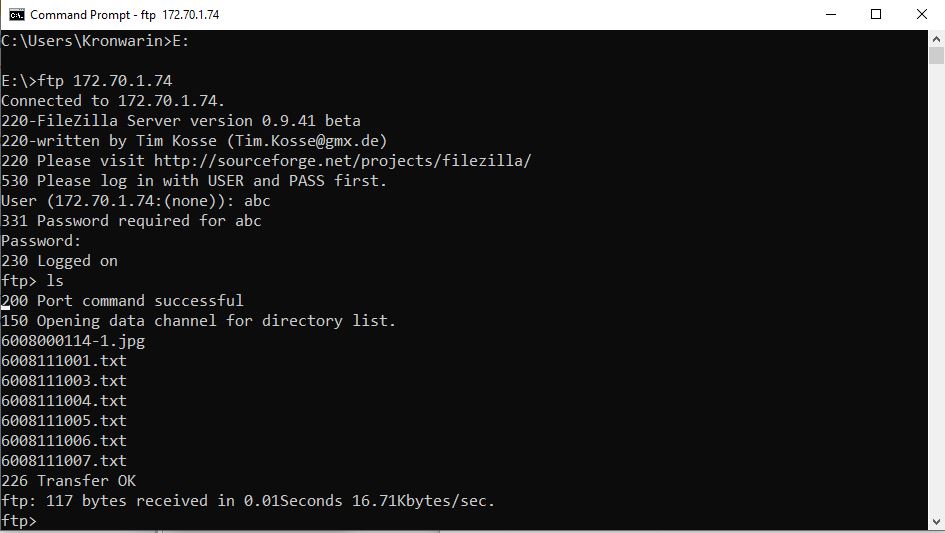 Command Prompt - ftp 172.70.1.74
C:\Users\Kronwarin>E:
E:\>ftp 172.70.1.74
Connected to 172.70.1.74.
220-FileZilla Server version 0.9.41 beta
220-written by Tim Kosse (Tim.Kosse@gmx.de)
220 Please visit http://sourceforge.net/projects/filezilla/
530 Please log in with USER and PASS first.
User (172.70.1.74:(none)): abc
331 Password required for abc
Password:
230 Logged on
ftp> ls
200 Port command successful
150 Opening data channel for directory list.
6008000114-1.jpg
6008111001.txt
6008111003.txt
6008111004.txt
6008111005.txt
6008111006.txt
6008111007.txt
226 Transfer OK
ftp: 117 bytes received in 0.01Seconds 16.71Kbytes/sec.
ftp>